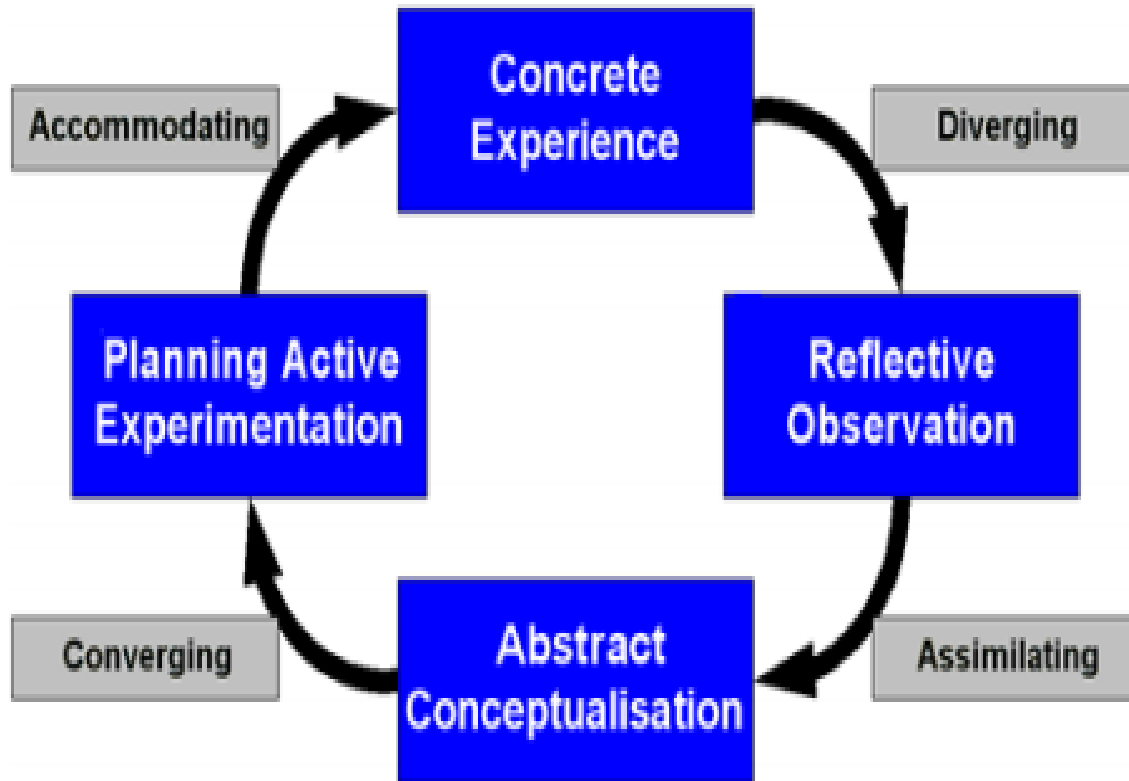 Concrete
Experience
Accommodating
Diverging
Planning Active
Experimentation
Reflective
Observation
Converging
Abstract
Conceptualisation
Assimilating